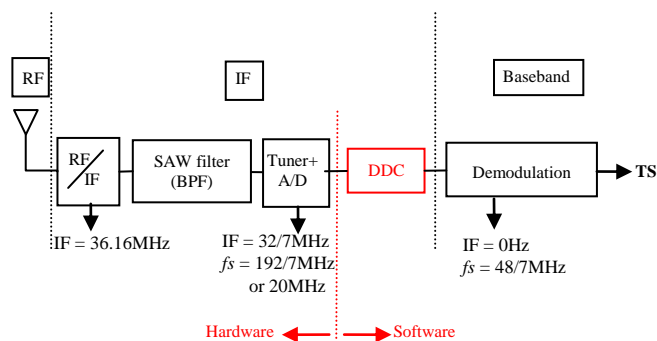 RF
IF
Baseband
RF
IF
SAW filter
(BPF)
Tuner+
A/D
DDC
Demodulation
TS
IF = 36.16MHz
IF = 32/7MHz
fs = 192/7MHz
or 20MHz
IF = 0Hz
fs = 48/7MHz
Hardware
Software